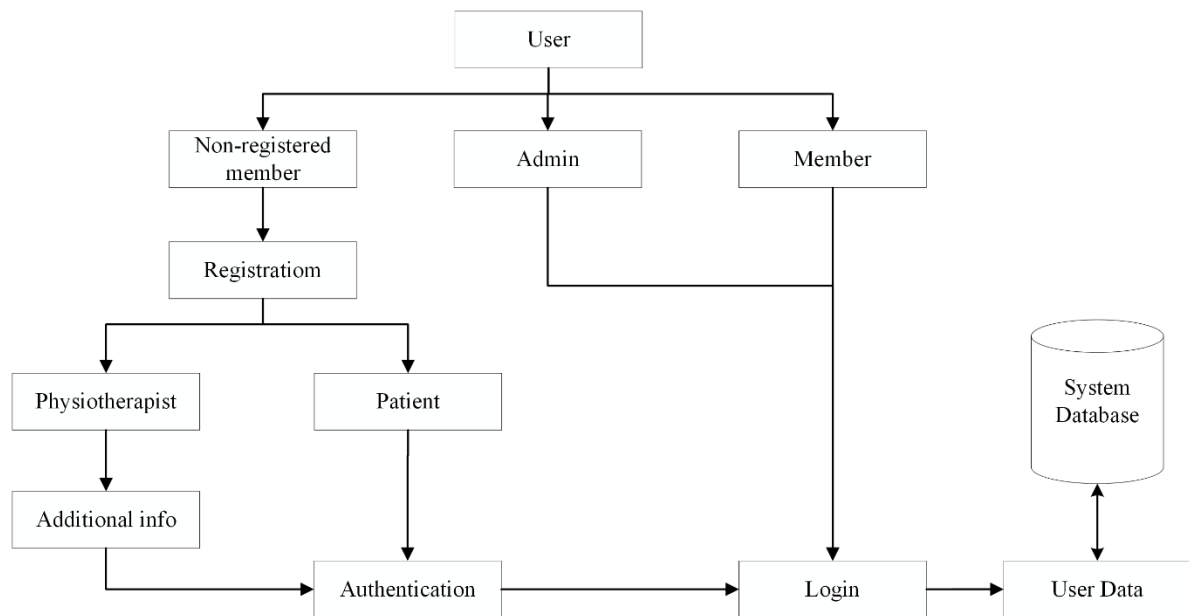 User
Non-registered
member
Admin
Member
Registratiom
Physiotherapist
Patient
System
Database
Additional info
Authentication
Login
User Data